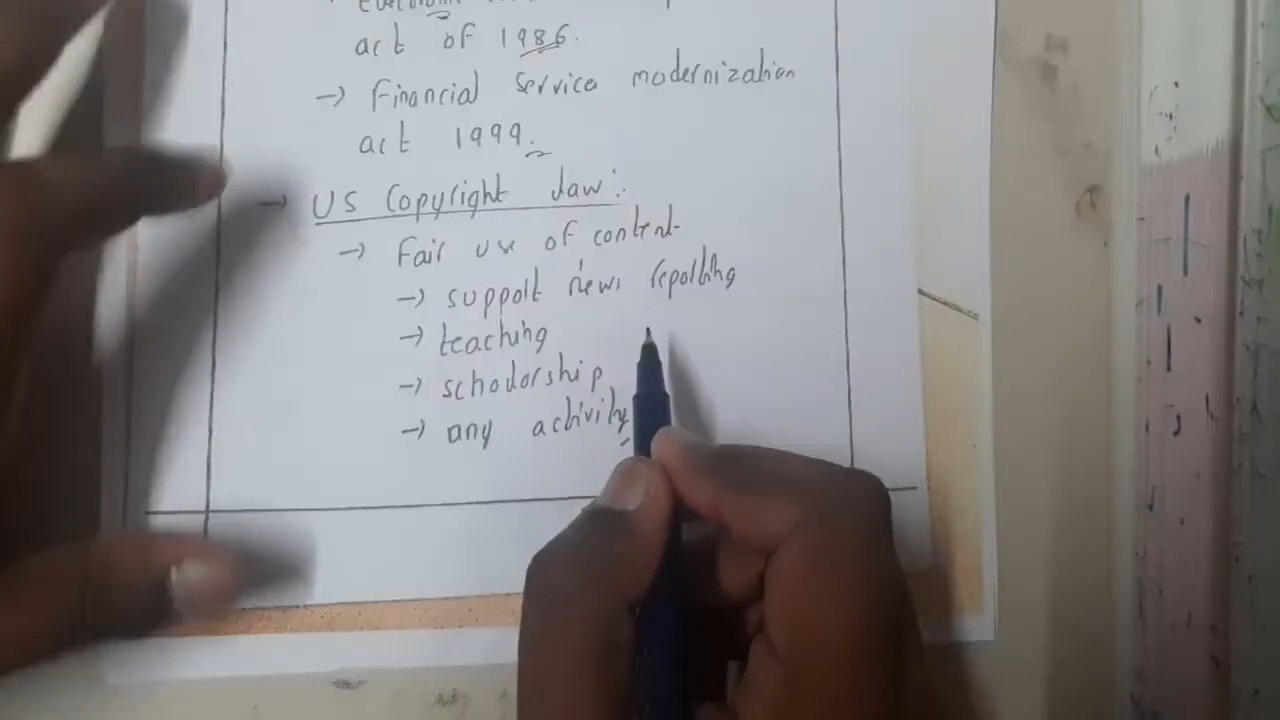 act of 1986.
→ Financial Service modernization
act 1999.
→ US Copyright Law:
→ Fair use of content
→ support news reporting
→ teaching
→ scholarship
→ any activity